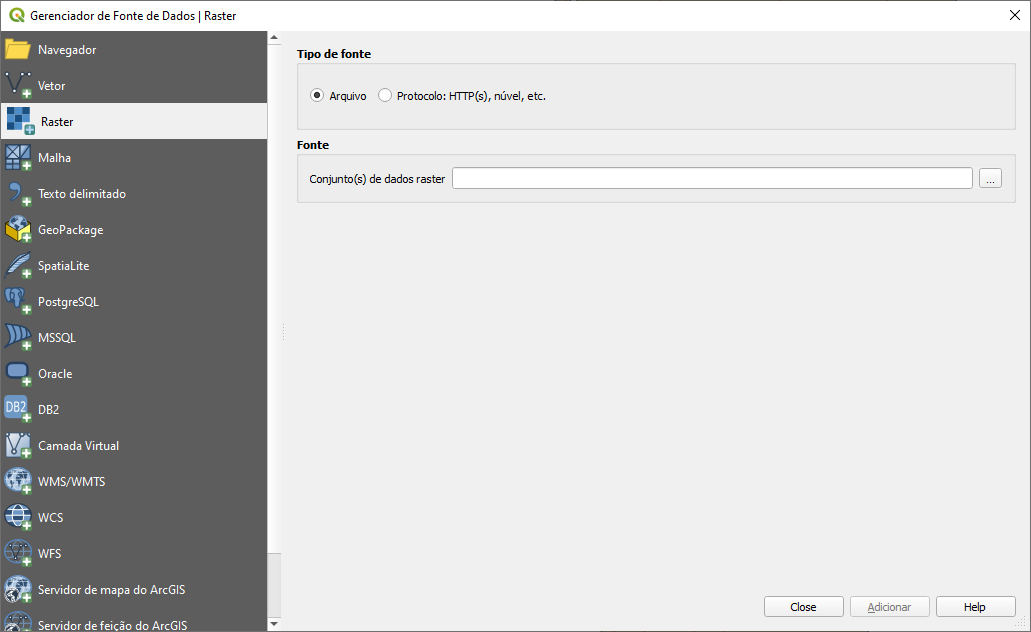 Gerenciador de Fonte de Dados | Raster
Navegador
Vetor
Raster
Malha
Texto delimitado
GeoPackage
SpatiaLite
PostgreSQL
MSSQL
Oracle
DB2
DB2
Camada Virtual
WMS/WMTS
WCS
WFS
Servidor de mapa do ArcGIS
Servidor de feição do ArcGIS
Tipo de fonte
Arquivo
Protocolo: HTTP(s), núvel, etc.
Fonte
Conjunto(s) de dados raster
...
Close
Adicionar
Help